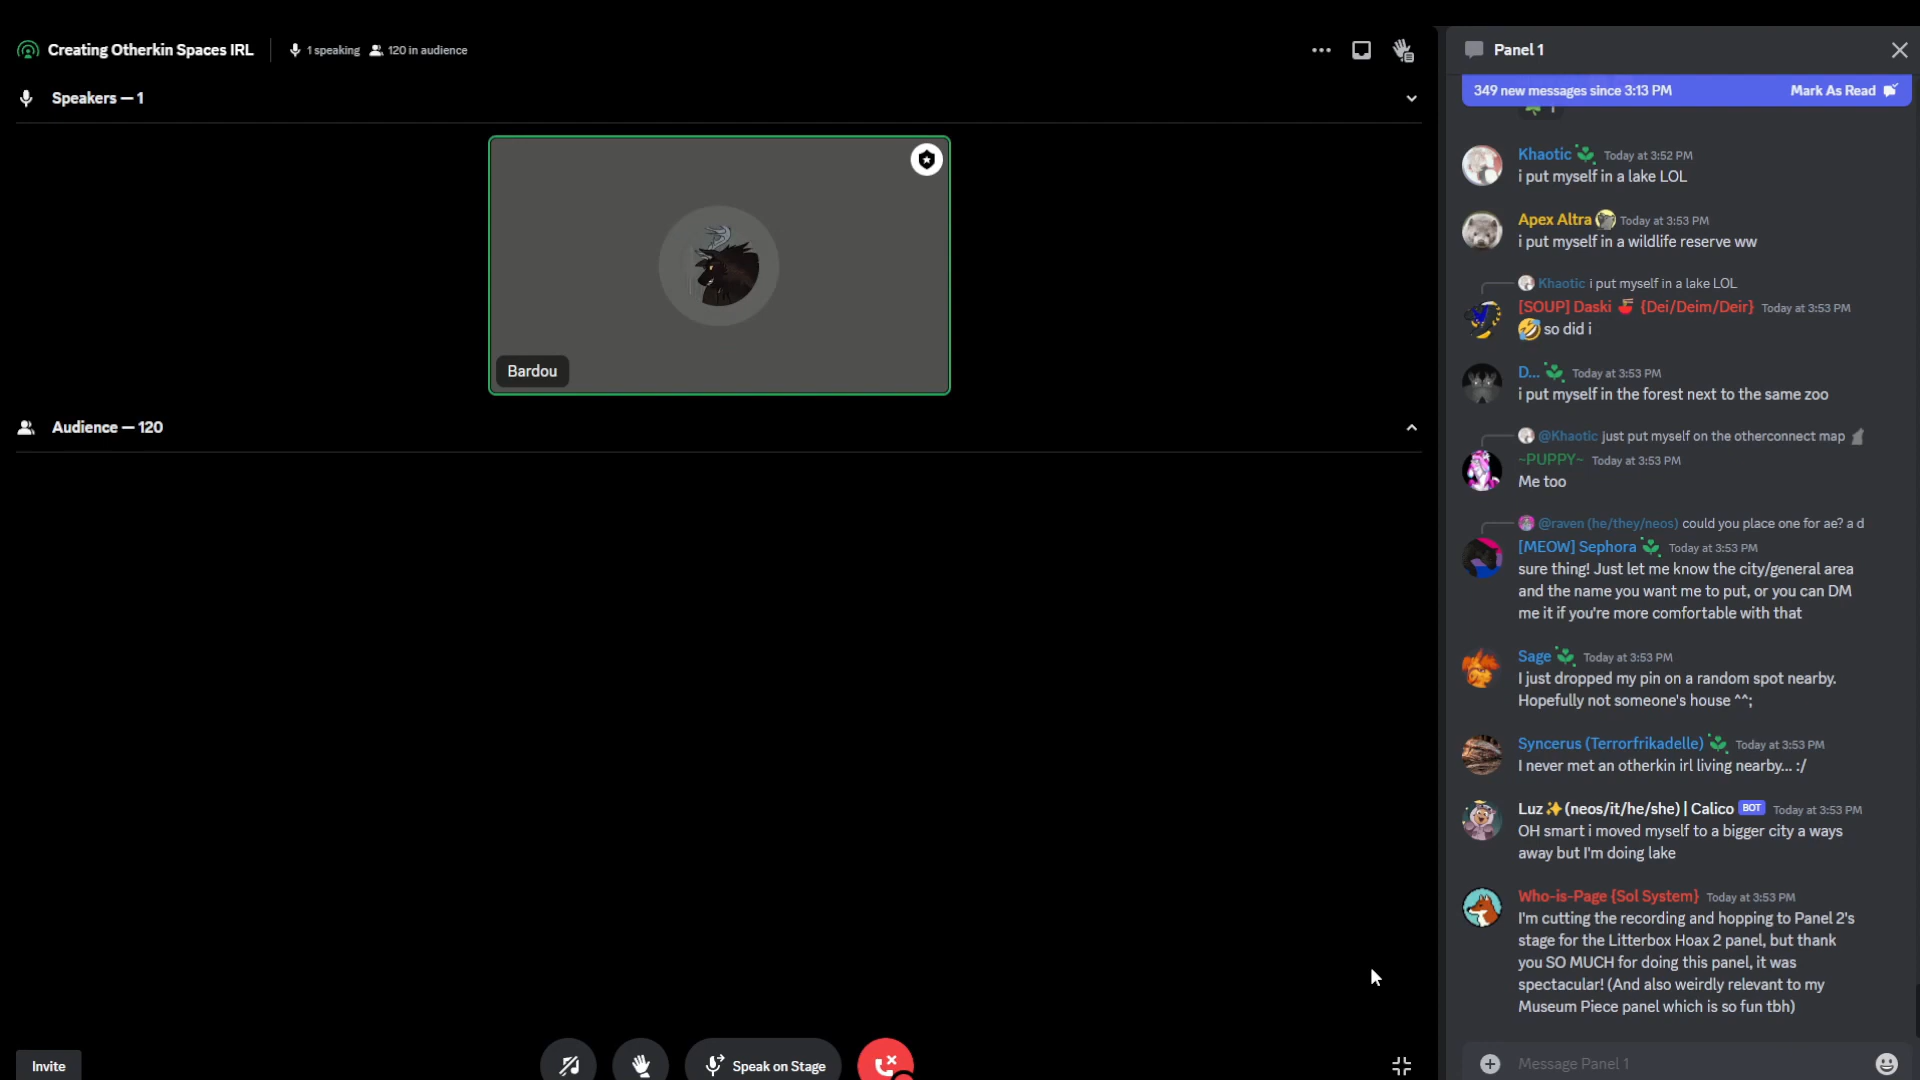 Creating Otherkin Spaces IRL
1 speaking 120 in audience
Speakers — 1
Bardou
Audience — 120
Invite
Speak on Stage
Panel 1
349 new messages since 3:13 PM Mark As Read
1
Khaotic Today at 3:52 PM
i put myself in a lake LOL
Apex Altra Today at 3:53 PM
i put myself in a wildlife reserve ww
Khaotic i put myself in a lake LOL
[SOUP] Daski {Dei/Deim/Deir} Today at 3:53 PM
🤣 so did i
D... Today at 3:53 PM
i put myself in the forest next to the same zoo
@Khaotic just put myself on the otherconnect map
~PUPPY~ Today at 3:53 PM
Me too
@raven (he/they/neos) could you place one for ae? a d
[MEOW] Sephora Today at 3:53 PM
sure thing! Just let me know the city/general area
and the name you want me to put, or you can DM
me it if you're more comfortable with that
Sage Today at 3:53 PM
I just dropped my pin on a random spot nearby.
Hopefully not someone's house ^^;
Syncerus (Terrorfrikadelle) Today at 3:53 PM
I never met an otherkin irl living nearby... :/
Luz✨(neos/it/he/she) | Calico BOT Today at 3:53 PM
OH smart i moved myself to a bigger city a ways
away but I'm doing lake
Who-is-Page {Sol System} Today at 3:53 PM
I'm cutting the recording and hopping to Panel 2's
stage for the Litterbox Hoax 2 panel, but thank
you SO MUCH for doing this panel, it was
spectacular! (And also weirdly relevant to my
Museum Piece panel which is so fun tbh)
Message Panel 1